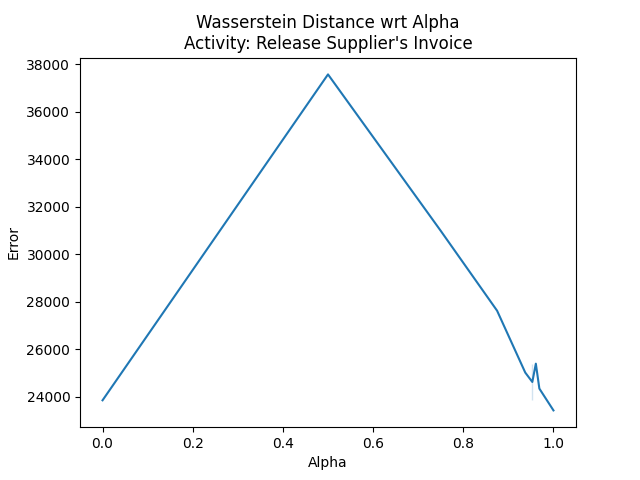 Wasserstein Distance wrt Alpha
Activity: Release Supplier's Invoice
38000
36000
34000
32000
30000
28000
26000
24000
Error
0.0 0.2 0.4 0.6 0.8 1.0
Alpha